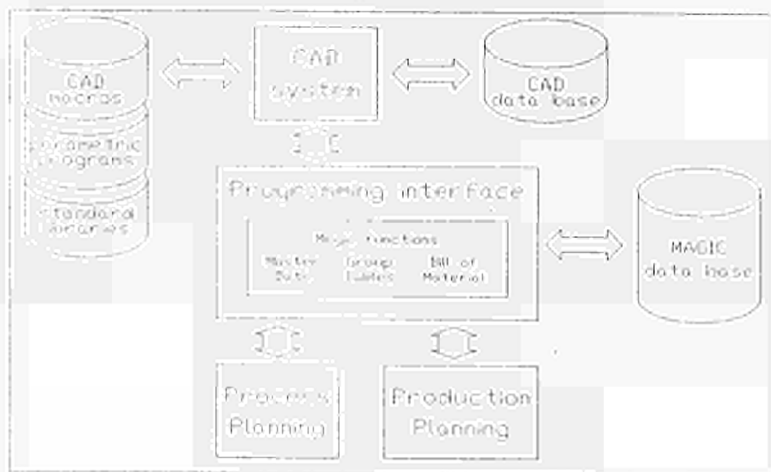 CAD
macros
parametric
programs
standard
libraries
CAD
system
CAD
data base
Programming interface
Magic functions
Master
Data
Group
tables
Bill of
Material
MAGIC
data base
Process
Planning
Production
Planning